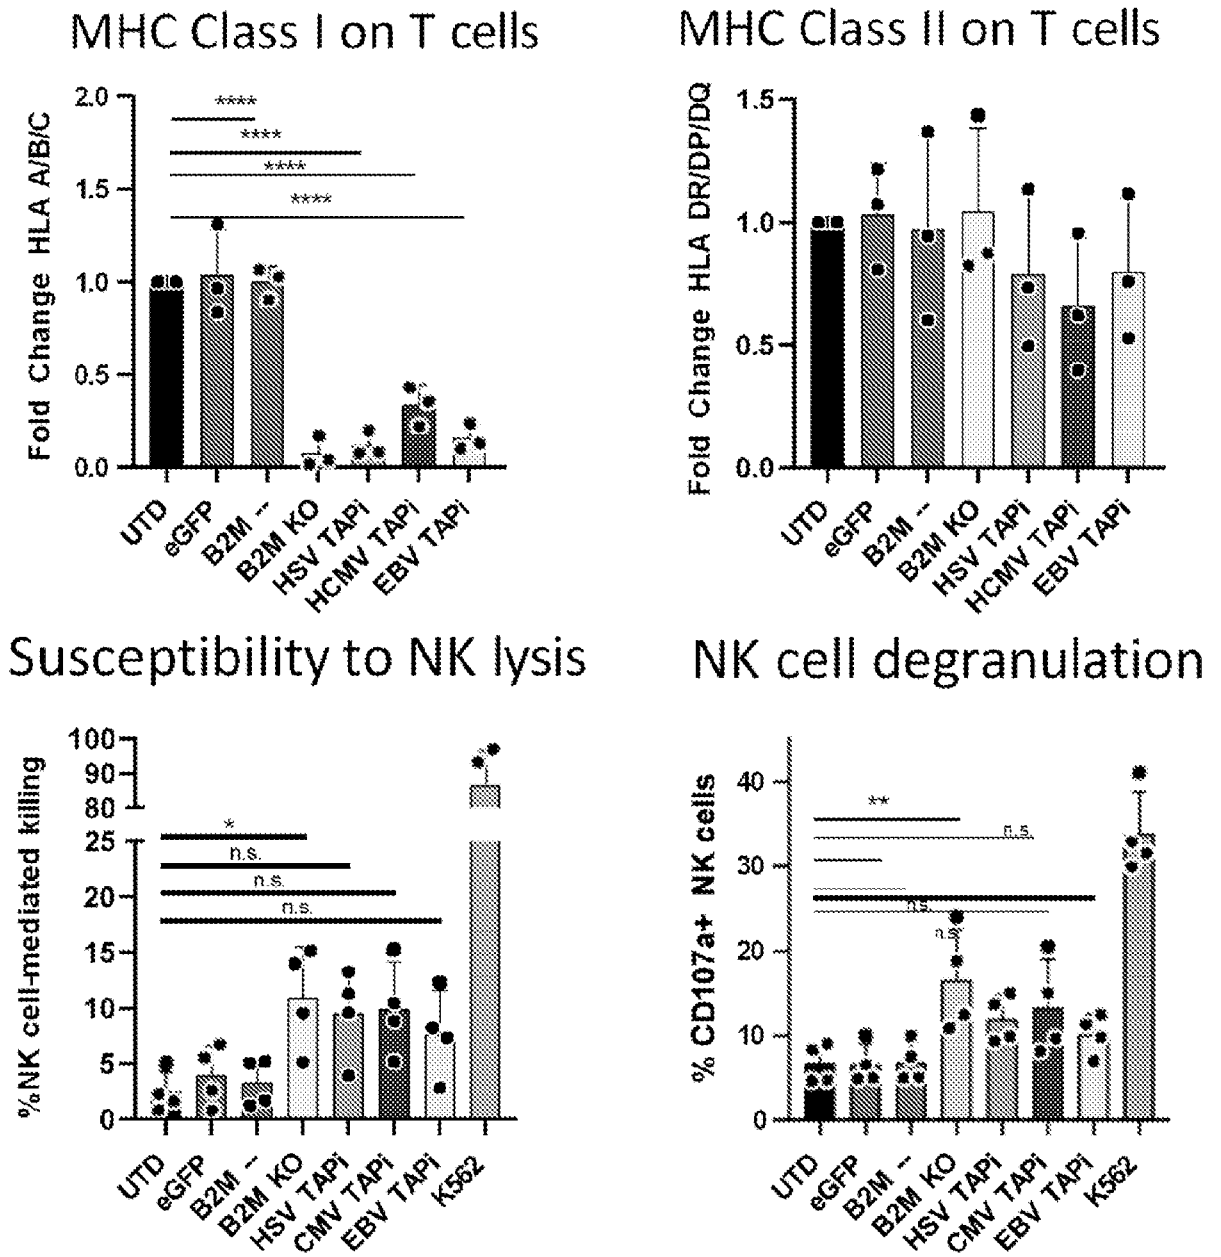 MHC Class I on T cells
MHC Class II on T cells
Fold Change HLA A/B/C
2.0
1.5
1.0
0.5
0.0
****
****
****
****
UTD
eGFP
B2M --
B2M KO
HSV TAPi
HCMV TAPi
EBV TAPi
Fold Change HLA DR/DP/DQ
1.5
1.0
0.5
0.0
UTD
eGFP
B2M --
B2M KO
HSV TAPi
HCMV TAPi
EBV TAPi
Susceptibility to NK lysis
NK cell degranulation
%NK cell-mediated killing
100
90
80
25
20
15
10
5
0
*
n.s.
n.s.
n.s.
UTD
eGFP
B2M --
B2M KO
HSV TAPi
CMV TAPi
EBV TAPi
K562
% CD107a+ NK cells
40
30
20
10
0
**
n.s.
n.s.
n.s.
UTD
eGFP
B2M --
B2M KO
HSV TAPi
CMV TAPi
EBV TAPi
K562